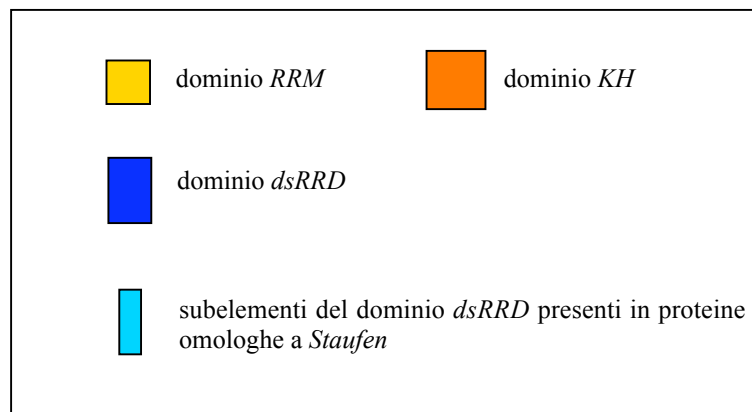 dominio RRM
dominio KH
dominio dsRRD
subelementi del dominio dsRRD presenti in proteine
omologhe a Staufen